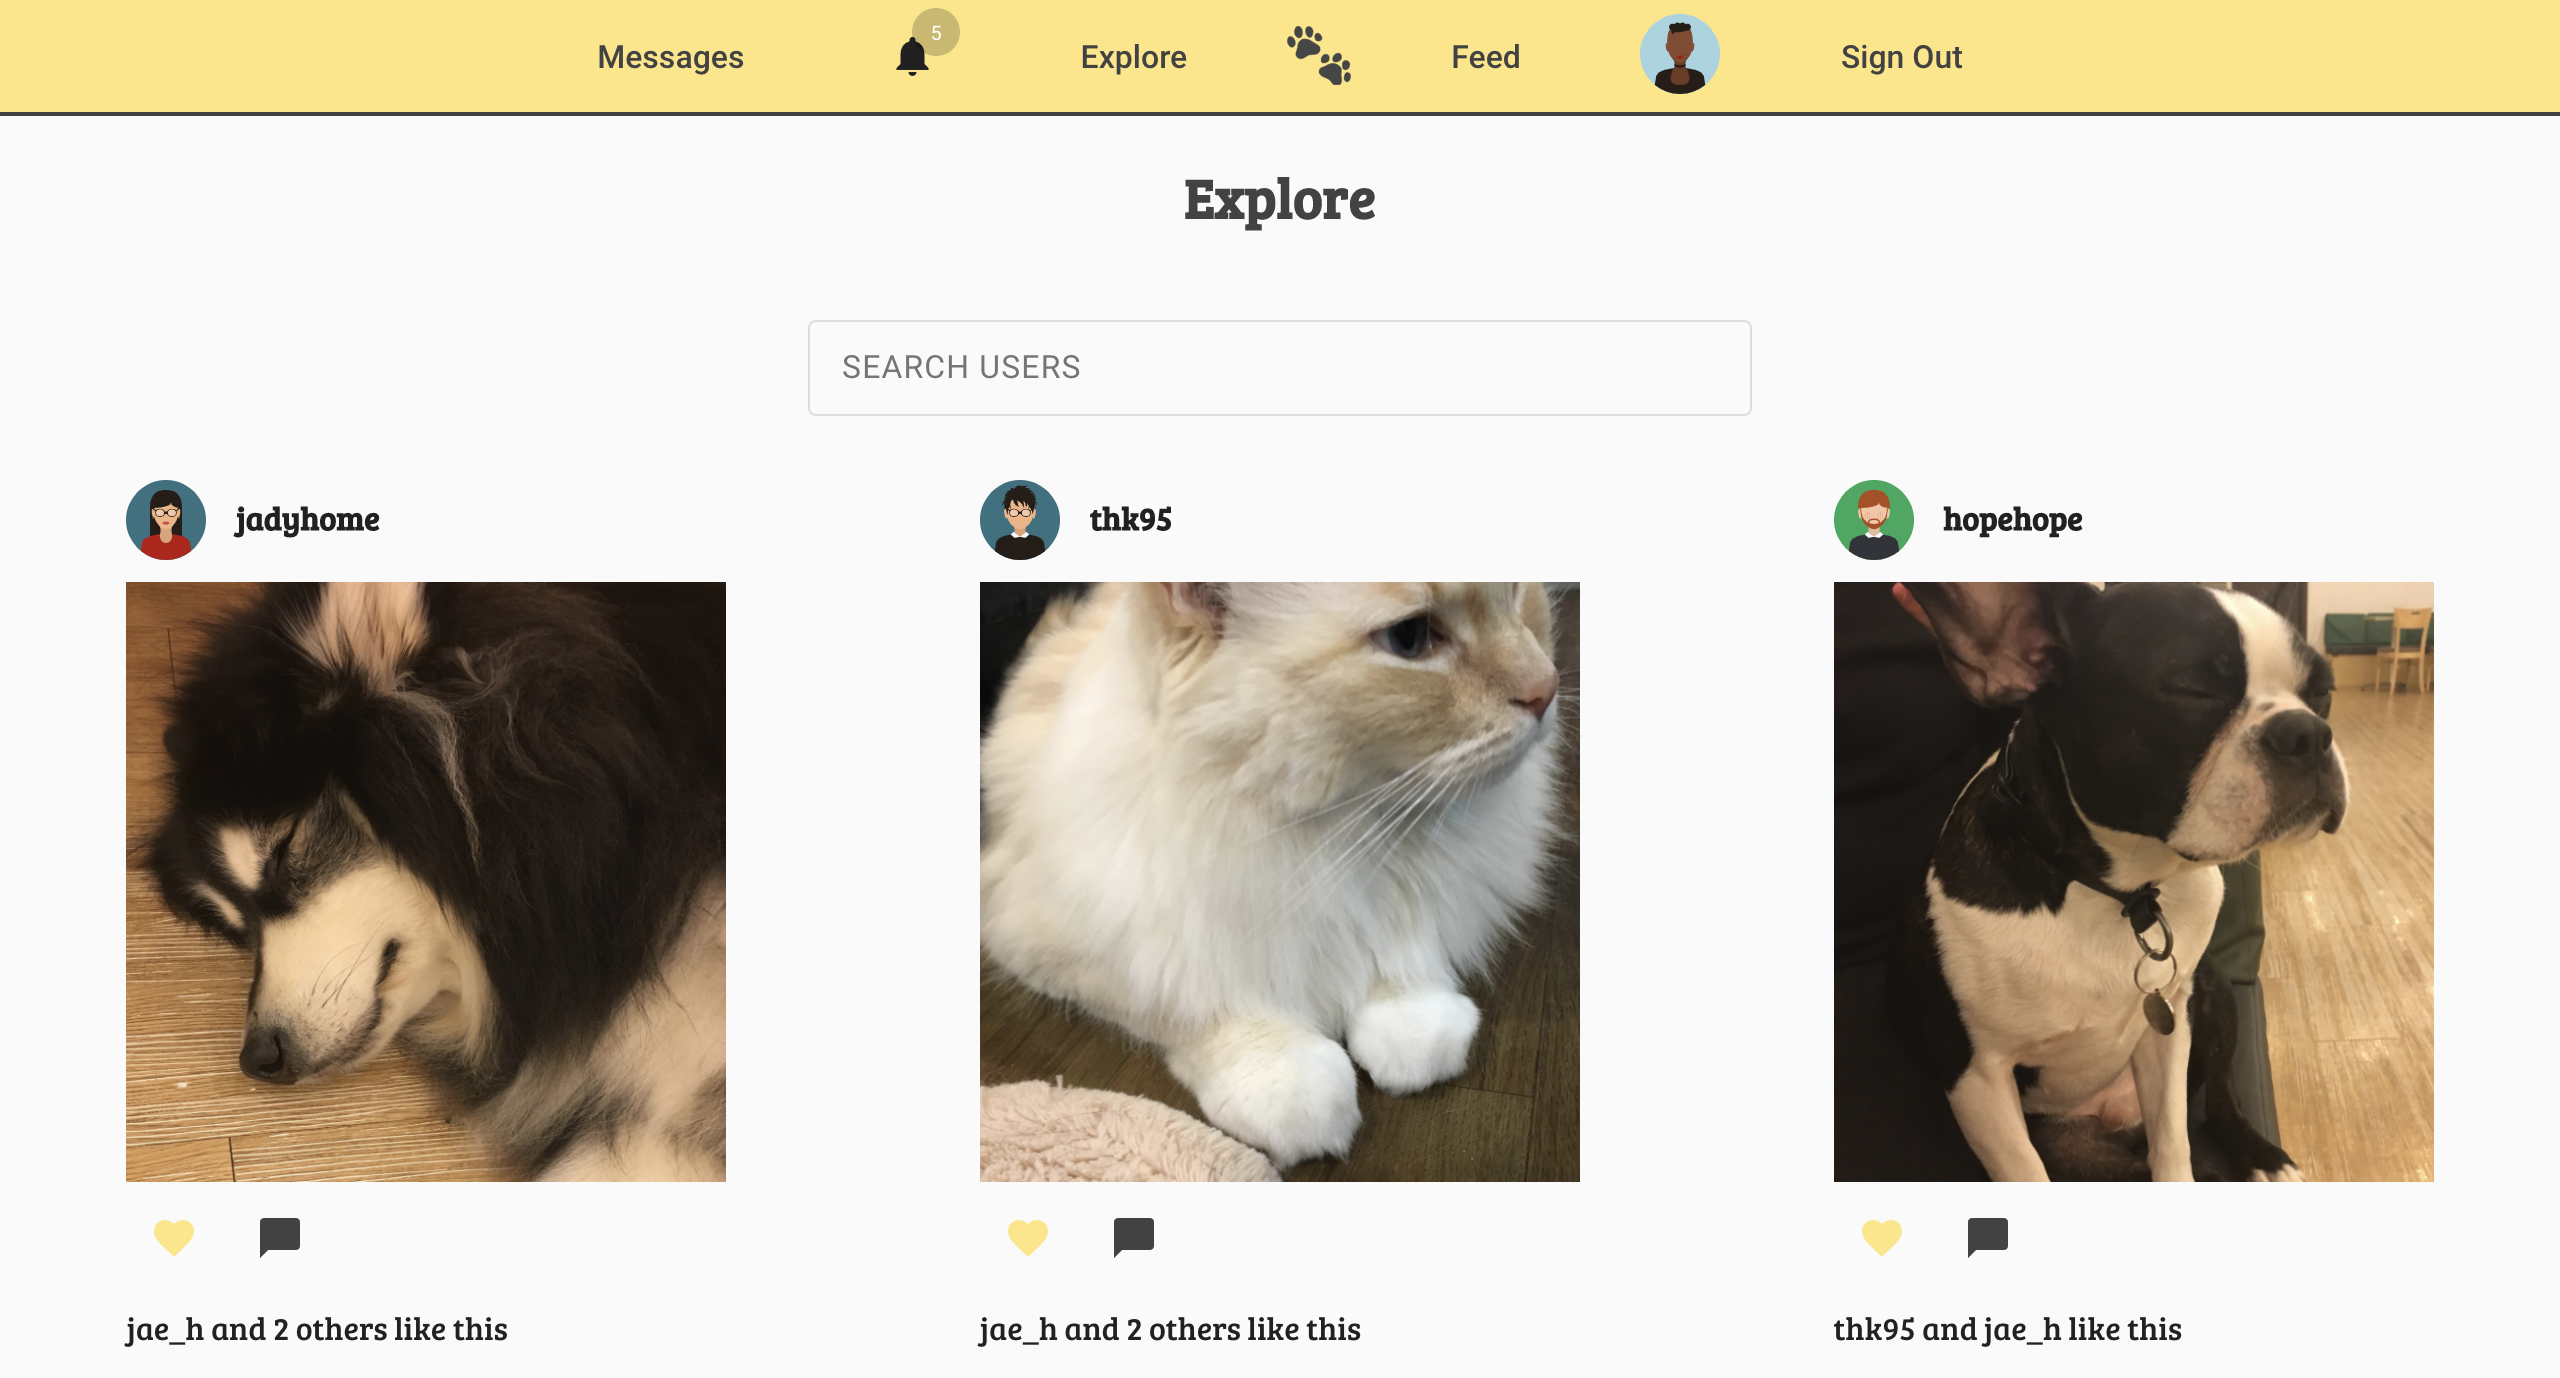 Messages 5 Explore Feed Sign Out
Explore
SEARCH USERS
jadyhome
thk95
hopehope
jae_h and 2 others like this
jae_h and 2 others like this
thk95 and jae_h like this